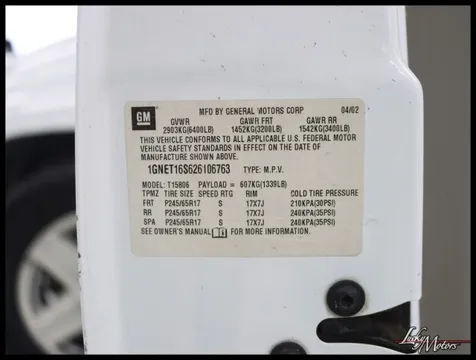 GM
MFD BY GENERAL MOTORS CORP 04/02
GVWR GAWR FRT GAWR RR
2903KG(6400LB) 1452KG(3200LB) 1542KG(3400LB)
THIS VEHICLE CONFORMS TO ALL APPLICABLE U.S. FEDERAL MOTOR
VEHICLE SAFETY STANDARDS IN EFFECT ON THE DATE OF
MANUFACTURE SHOWN ABOVE.
1GNET16S626106763 TYPE: M.P.V.
MODEL: T15806 PAYLOAD = 607KG(1339LB)
TPMZ TIRE SIZE SPEED RTG RIM COLD TIRE PRESSURE
FRT P245/65R17 S 17X7J 210KPA(30PSI)
RR P245/65R17 S 17X7J 240KPA(35PSI)
SPA P245/65R17 S 17X7J 240KPA(35PSI)
SEE OWNER'S MANUAL FOR MORE INFORMATION.
Lucky Motors